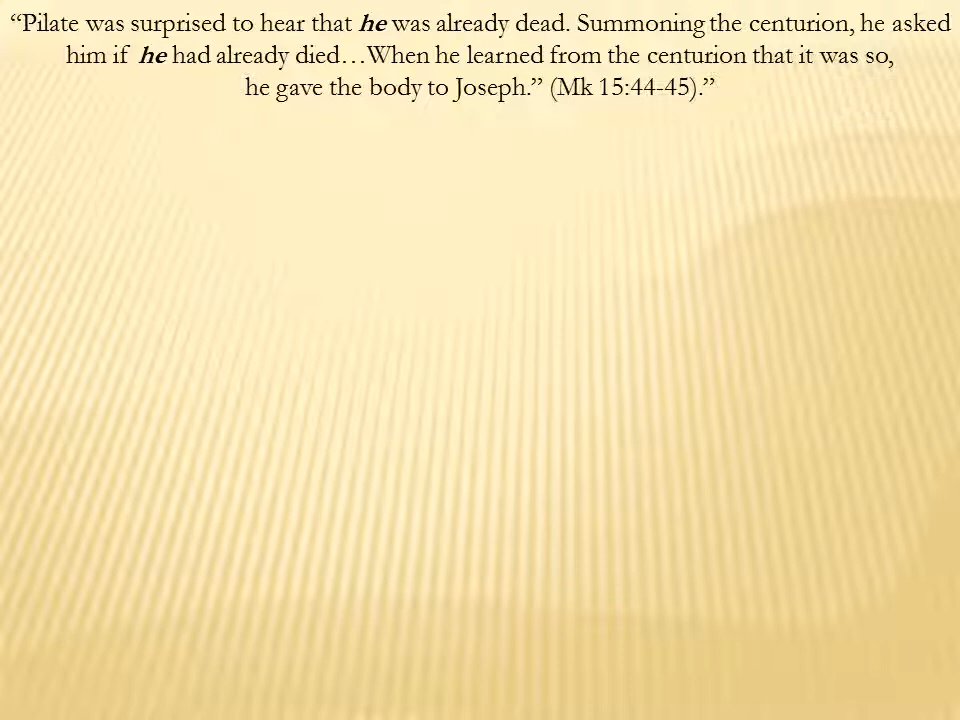 “Pilate was surprised to hear that he was already dead. Summoning the centurion, he asked
him if he had already died…When he learned from the centurion that it was so,
he gave the body to Joseph.” (Mk 15:44-45).”